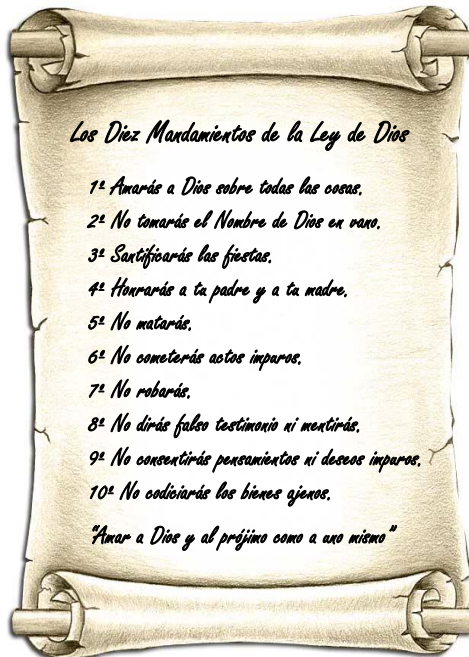 Los Diez Mandamientos de la Ley de Dios
1º Amarás a Dios sobre todas las cosas.
2º No tomarás el Nombre de Dios en vano.
3º Santificarás las fiestas.
4º Honrarás a tu padre y a tu madre.
5º No matarás.
6º No cometerás actos impuros.
7º No robarás.
8º No dirás falso testimonio ni mentirás.
9º No consentirás pensamientos ni deseos impuros.
10º No codiciarás los bienes ajenos.
“Amar a Dios y al prójimo como a uno mismo”